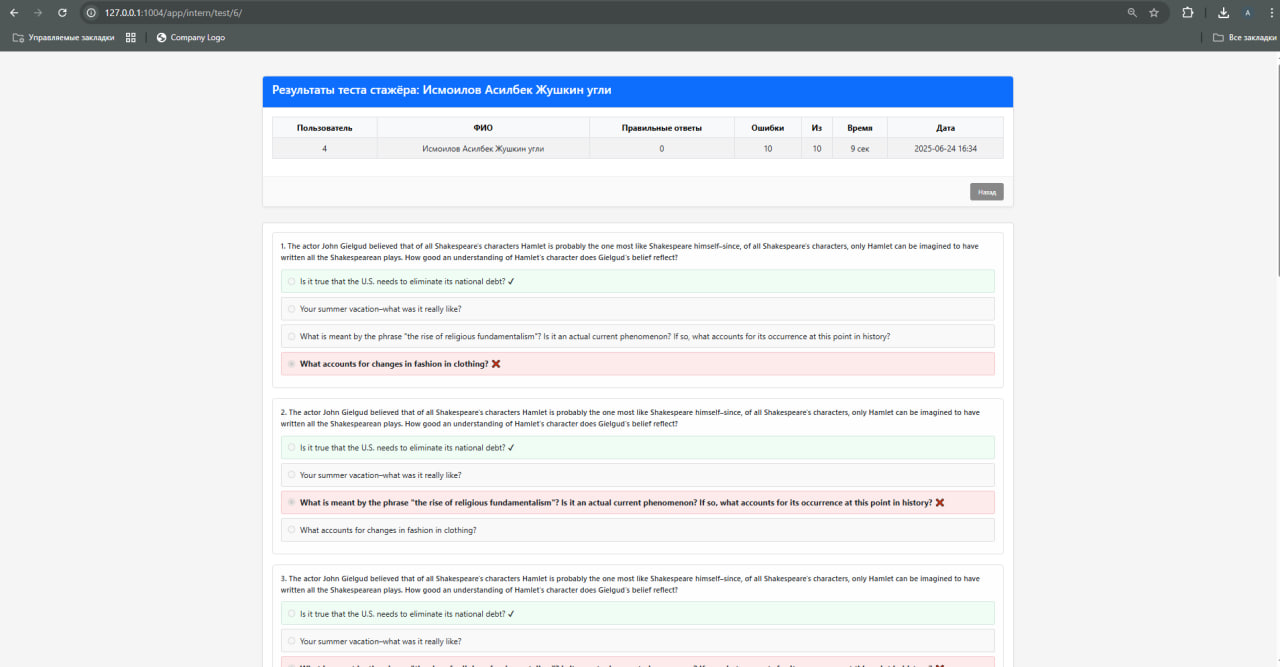 127.0.0.1:1004/app/intern/test/6/
A
Управляемые закладки
Company Logo
Все закладки
Результаты теста стажёра: Исмоилов Асилбек Жушкин угли
Пользователь ФИО Правильные ответы Ошибки Из Время Дата
4 Исмоилов Асилбек Жушкин угли 0 10 10 9 сек 2025-06-24 16:34
Назад
1. The actor John Gielgud believed that of all Shakespeare's characters Hamlet is probably the one most like Shakespeare himself–since, of all Shakespeare's characters, only Hamlet can be imagined to have
written all the Shakespearean plays. How good an understanding of Hamlet's character does Gielgud's belief reflect?
Is it true that the U.S. needs to eliminate its national debt? ✓
Your summer vacation–what was it really like?
What is meant by the phrase "the rise of religious fundamentalism"? Is it an actual current phenomenon? If so, what accounts for its occurrence at this point in history?
What accounts for changes in fashion in clothing? ❌
2. The actor John Gielgud believed that of all Shakespeare's characters Hamlet is probably the one most like Shakespeare himself–since, of all Shakespeare's characters, only Hamlet can be imagined to have
written all the Shakespearean plays. How good an understanding of Hamlet's character does Gielgud's belief reflect?
Is it true that the U.S. needs to eliminate its national debt? ✓
Your summer vacation–what was it really like?
What is meant by the phrase "the rise of religious fundamentalism"? Is it an actual current phenomenon? If so, what accounts for its occurrence at this point in history? ❌
What accounts for changes in fashion in clothing?
3. The actor John Gielgud believed that of all Shakespeare's characters Hamlet is probably the one most like Shakespeare himself–since, of all Shakespeare's characters, only Hamlet can be imagined to have
written all the Shakespearean plays. How good an understanding of Hamlet's character does Gielgud's belief reflect?
Is it true that the U.S. needs to eliminate its national debt? ✓
Your summer vacation–what was it really like?